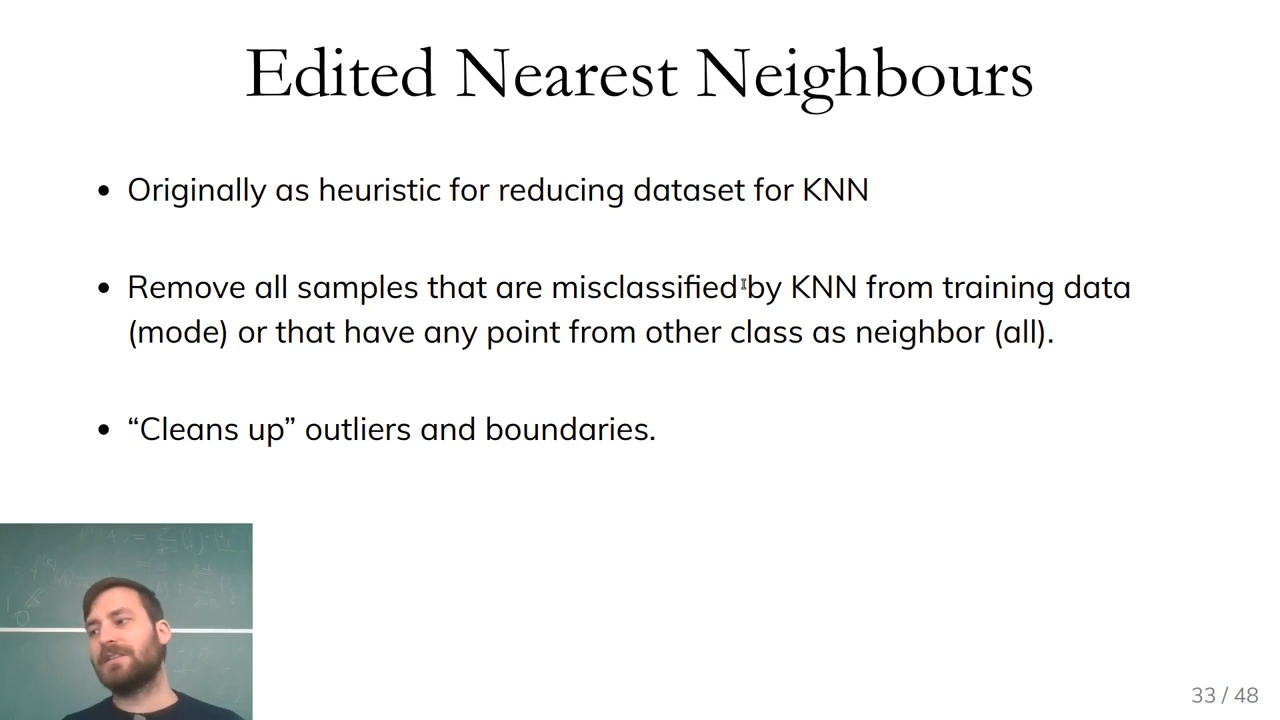 Edited Nearest Neighbours
• Originally as heuristic for reducing dataset for KNN
• Remove all samples that are misclassified by KNN from training data
(mode) or that have any point from other class as neighbor (all).
• “Cleans up” outliers and boundaries.
33 / 48